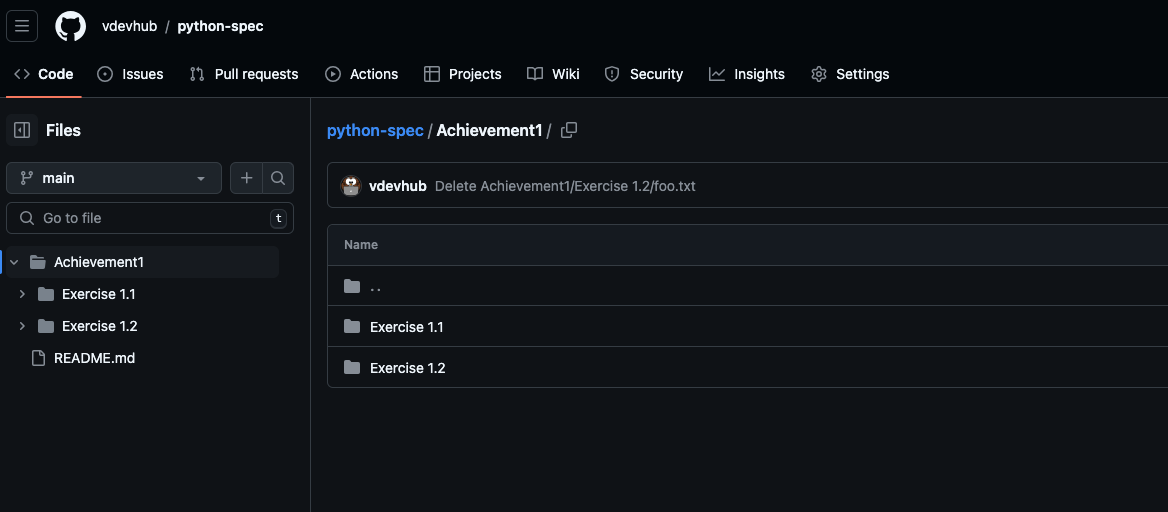 vdevhub / python-spec
Code Issues Pull requests Actions Projects Wiki Security Insights Settings
Files
main
Go to file t
Achievement1
Exercise 1.1
Exercise 1.2
README.md
python-spec / Achievement1 /
vdevhub Delete Achievement1/Exercise 1.2/foo.txt
Name
..
Exercise 1.1
Exercise 1.2